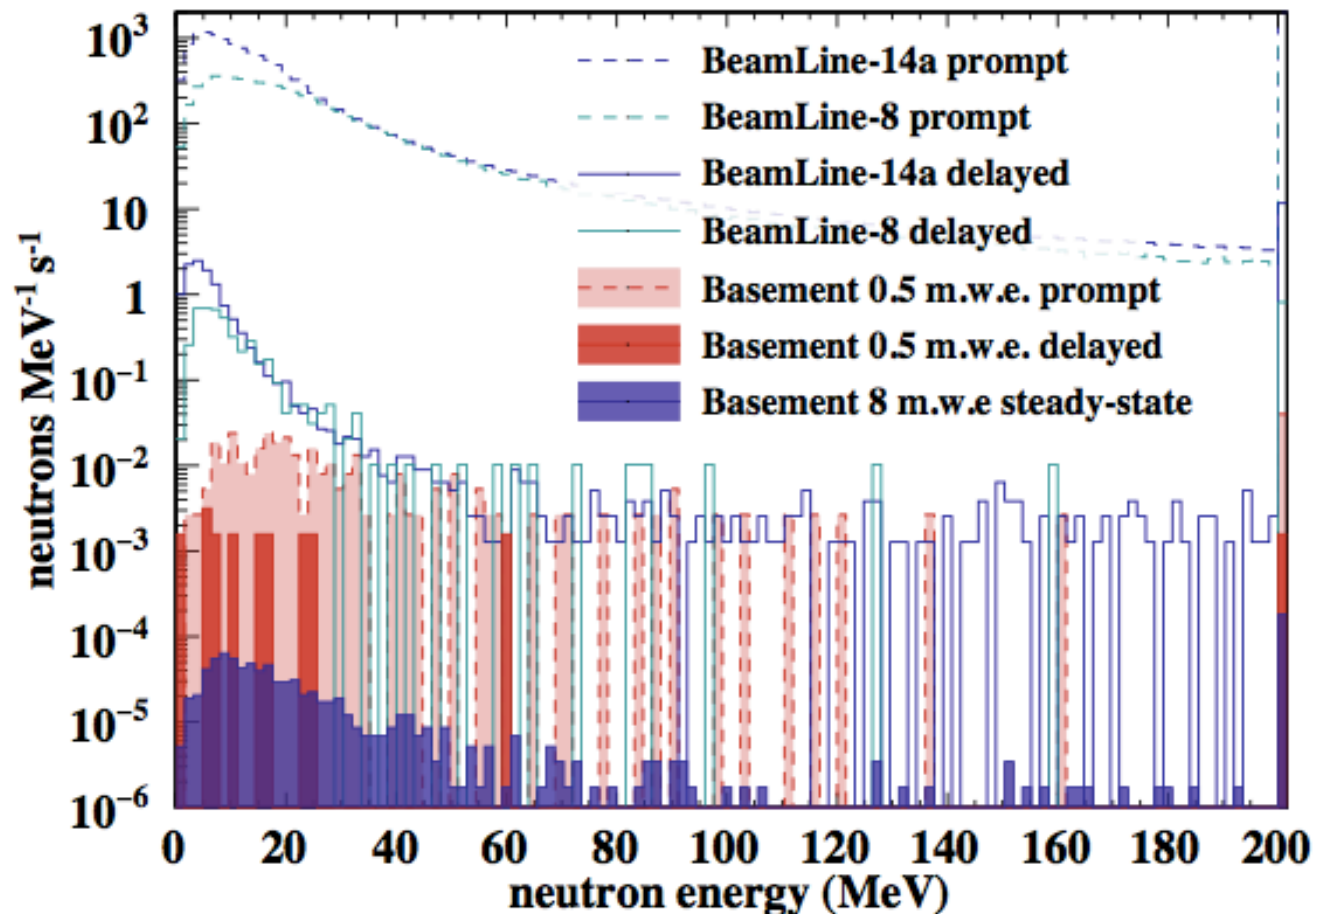 neutrons MeV⁻¹ s⁻¹
10³
10²
10
1
10⁻¹
10⁻²
10⁻³
10⁻⁴
10⁻⁵
10⁻⁶
BeamLine-14a prompt
BeamLine-8 prompt
BeamLine-14a delayed
BeamLine-8 delayed
Basement 0.5 m.w.e. prompt
Basement 0.5 m.w.e. delayed
Basement 8 m.w.e steady-state
0 20 40 60 80 100 120 140 160 180 200
neutron energy (MeV)